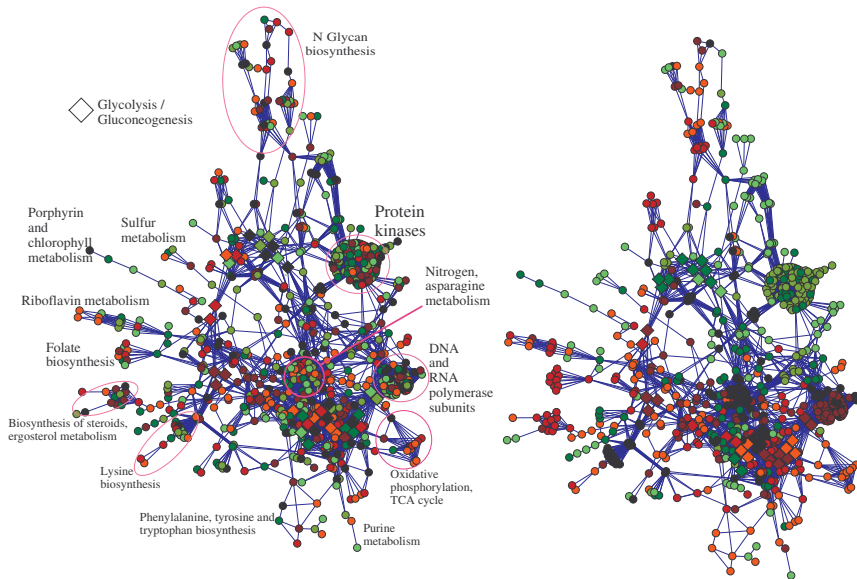 N Glycan
biosynthesis
Glycolysis /
Gluconeogenesis
Porphyrin
and
chlorophyll
metabolism
Sulfur
metabolism
Protein
kinases
Nitrogen,
asparagine
metabolism
Riboflavin metabolism
Folate
biosynthesis
DNA
and
RNA
polymerase
subunits
Biosynthesis of steroids,
ergosterol metabolism
Lysine
biosynthesis
Oxidative
phosphorylation,
TCA cycle
Phenylalanine, tyrosine and
tryptophan biosynthesis
Purine
metabolism